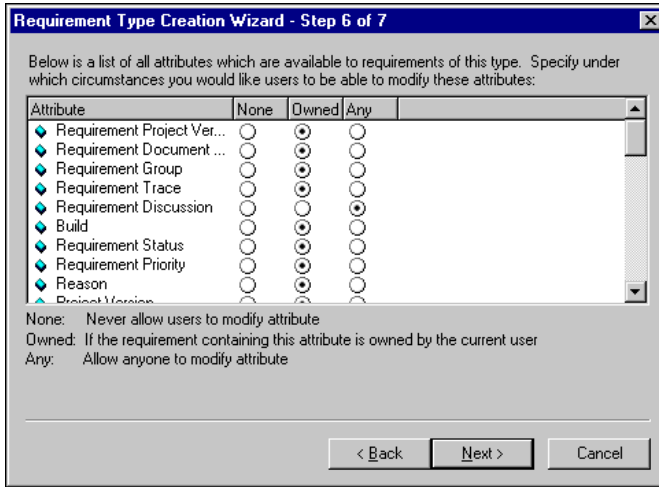 Requirement Type Creation Wizard - Step 6 of 7
Below is a list of all attributes which are available to requirements of this type. Specify under
which circumstances you would like users to be able to modify these attributes:
Attribute None Owned Any
Requirement Project Ver...
Requirement Document ...
Requirement Group
Requirement Trace
Requirement Discussion
Build
Requirement Status
Requirement Priority
Reason
Project Version
None: Never allow users to modify attribute
Owned: If the requirement containing this attribute is owned by the current user
Any: Allow anyone to modify attribute
< Back Next > Cancel